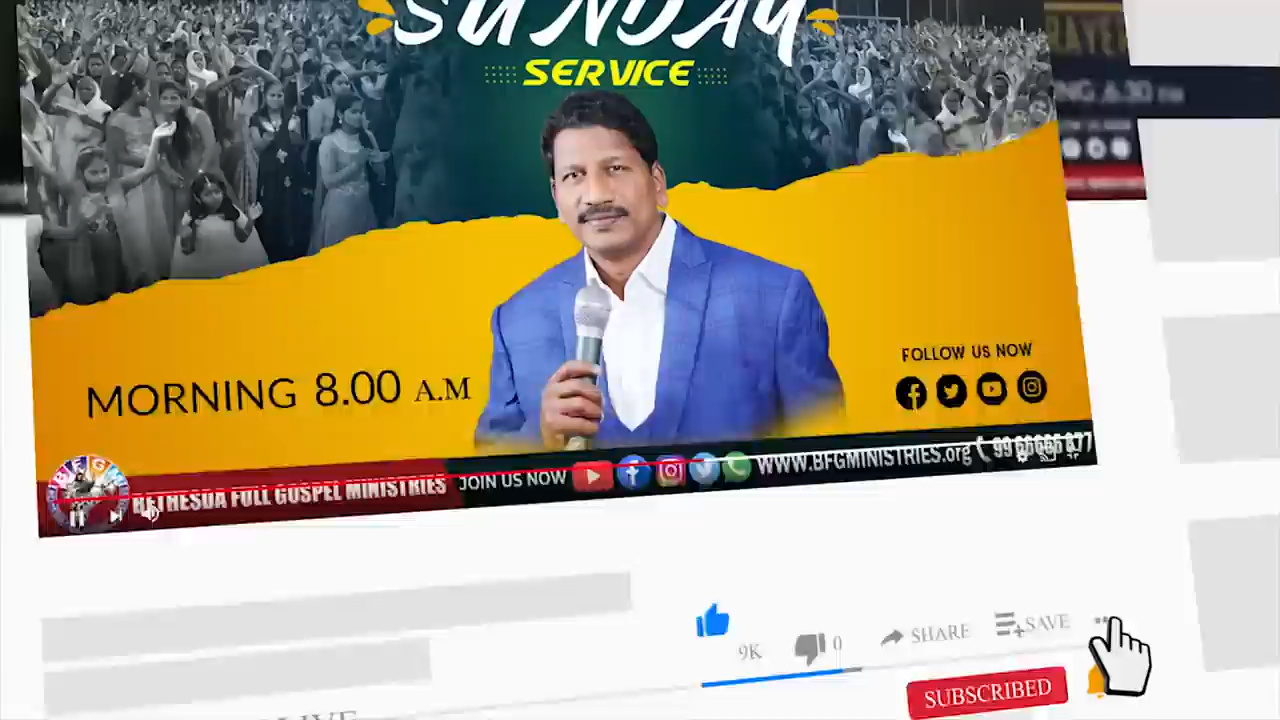 SUNDAY
SERVICE
MORNING 8.00 A.M
FOLLOW US NOW
BETHESDA FULL GOSPEL MINISTRIES JOIN US NOW WWW.BFGMINISTRIES.org
9K 0 SHARE SAVE
SUBSCRIBED
LIVE